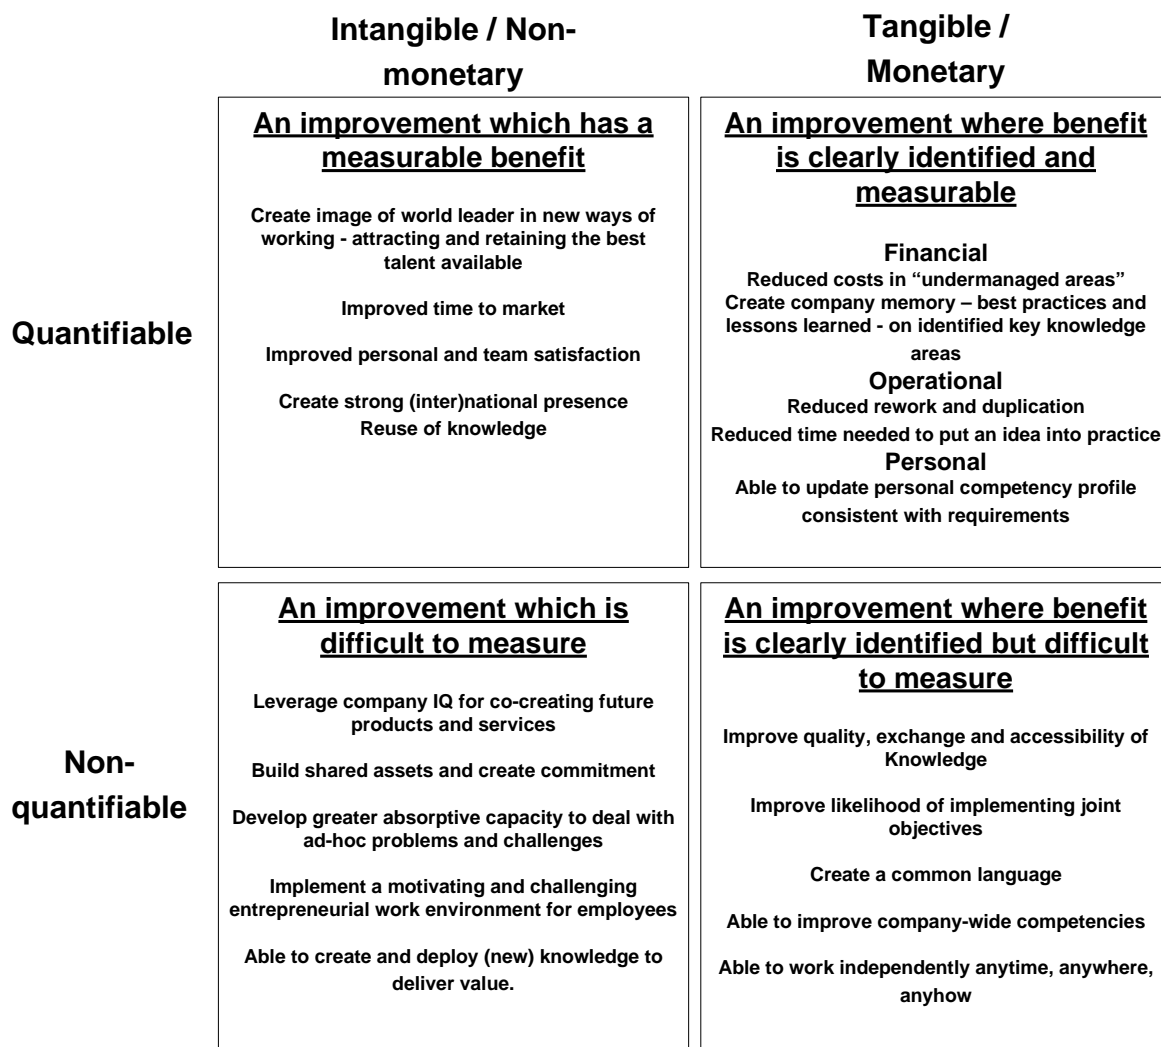 Intangible / Non-
monetary
Tangible /
Monetary
Quantifiable
An improvement which has a
measurable benefit
Create image of world leader in new ways of
working - attracting and retaining the best
talent available
Improved time to market
Improved personal and team satisfaction
Create strong (inter)national presence
Reuse of knowledge
An improvement where benefit
is clearly identified and
measurable
Financial
Reduced costs in “undermanaged areas”
Create company memory – best practices and
lessons learned - on identified key knowledge
areas
Operational
Reduced rework and duplication
Reduced time needed to put an idea into practice
Personal
Able to update personal competency profile
consistent with requirements
Non-
quantifiable
An improvement which is
difficult to measure
Leverage company IQ for co-creating future
products and services
Build shared assets and create commitment
Develop greater absorptive capacity to deal with
ad-hoc problems and challenges
Implement a motivating and challenging
entrepreneurial work environment for employees
Able to create and deploy (new) knowledge to
deliver value.
An improvement where benefit
is clearly identified but difficult
to measure
Improve quality, exchange and accessibility of
Knowledge
Improve likelihood of implementing joint
objectives
Create a common language
Able to improve company-wide competencies
Able to work independently anytime, anywhere,
anyhow